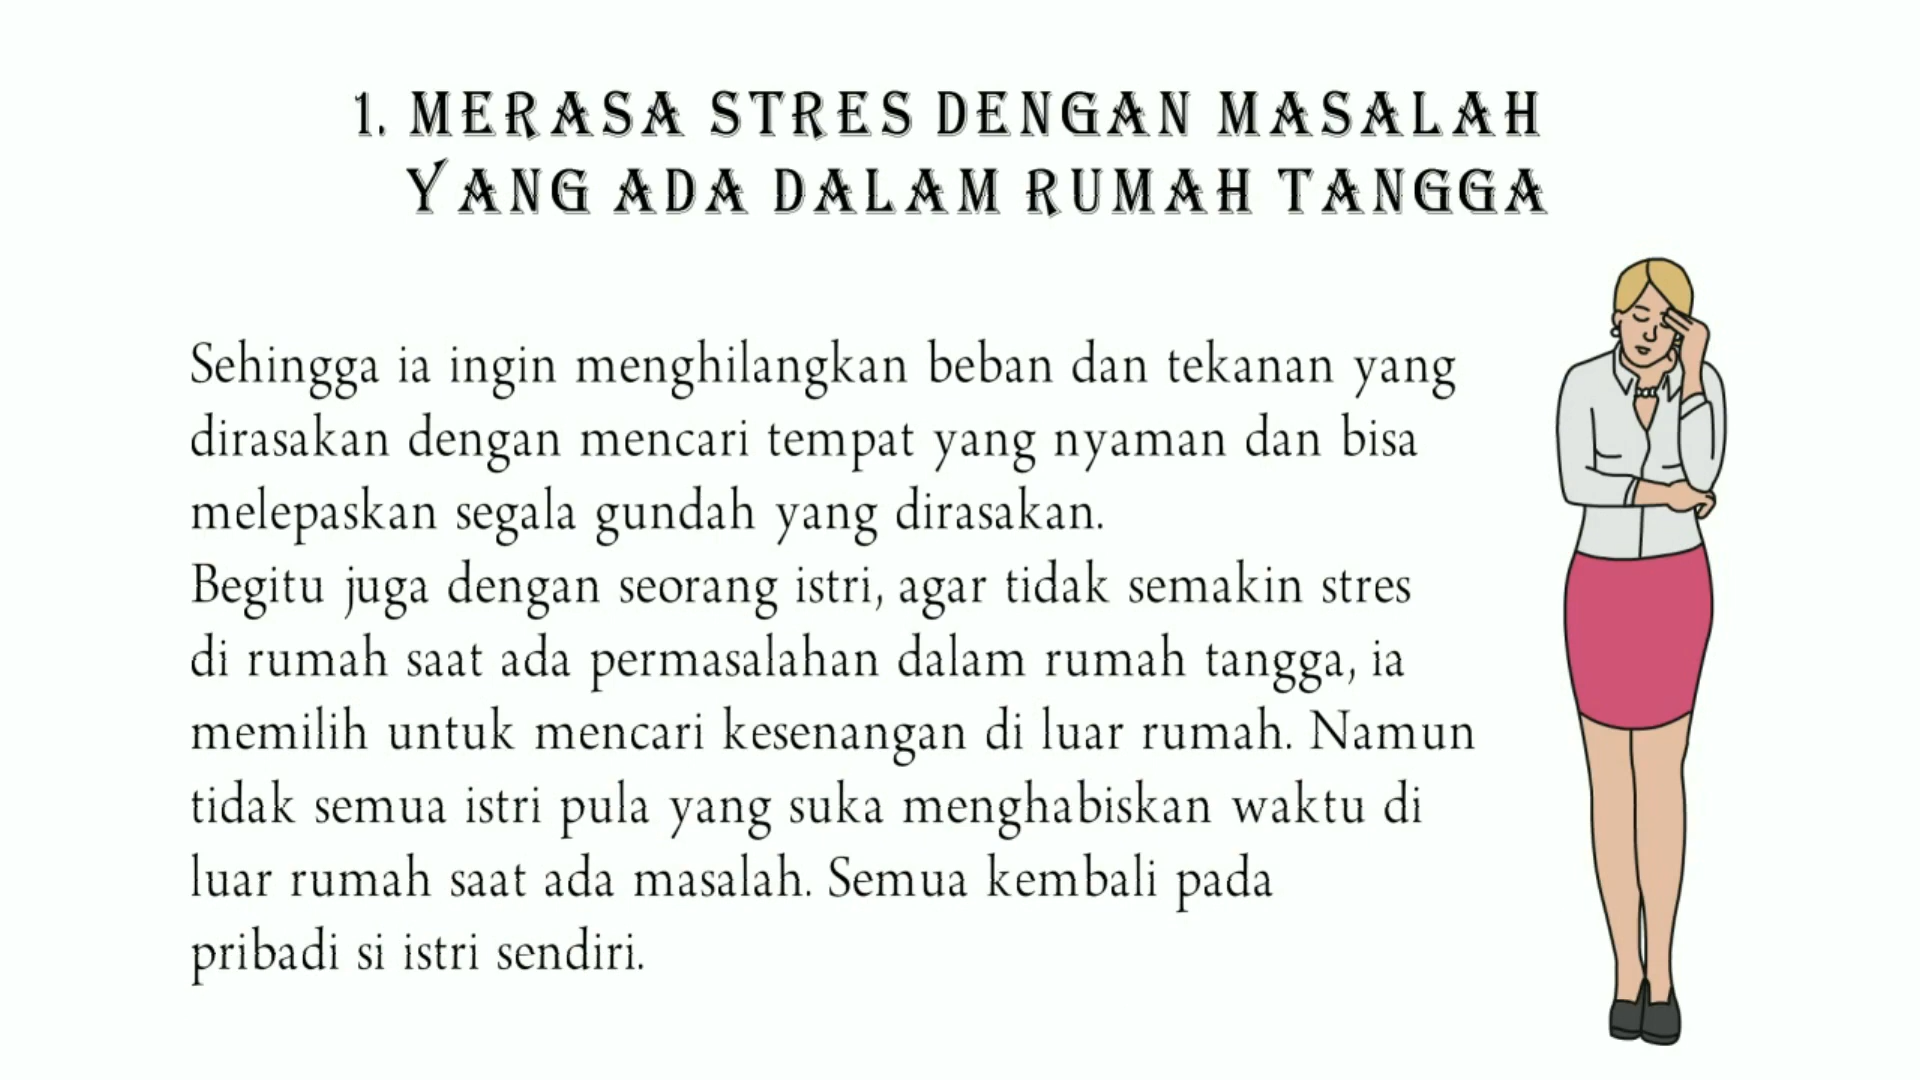 1. MERASA STRES DENGAN MASALAH
YANG ADA DALAM RUMAH TANGGA
Sehingga ia ingin menghilangkan beban dan tekanan yang
dirasakan dengan mencari tempat yang nyaman dan bisa
melepaskan segala gundah yang dirasakan.
Begitu juga dengan seorang istri, agar tidak semakin stres
di rumah saat ada permasalahan dalam rumah tangga, ia
memilih untuk mencari kesenangan di luar rumah. Namun
tidak semua istri pula yang suka menghabiskan waktu di
luar rumah saat ada masalah. Semua kembali pada
pribadi si istri sendiri.